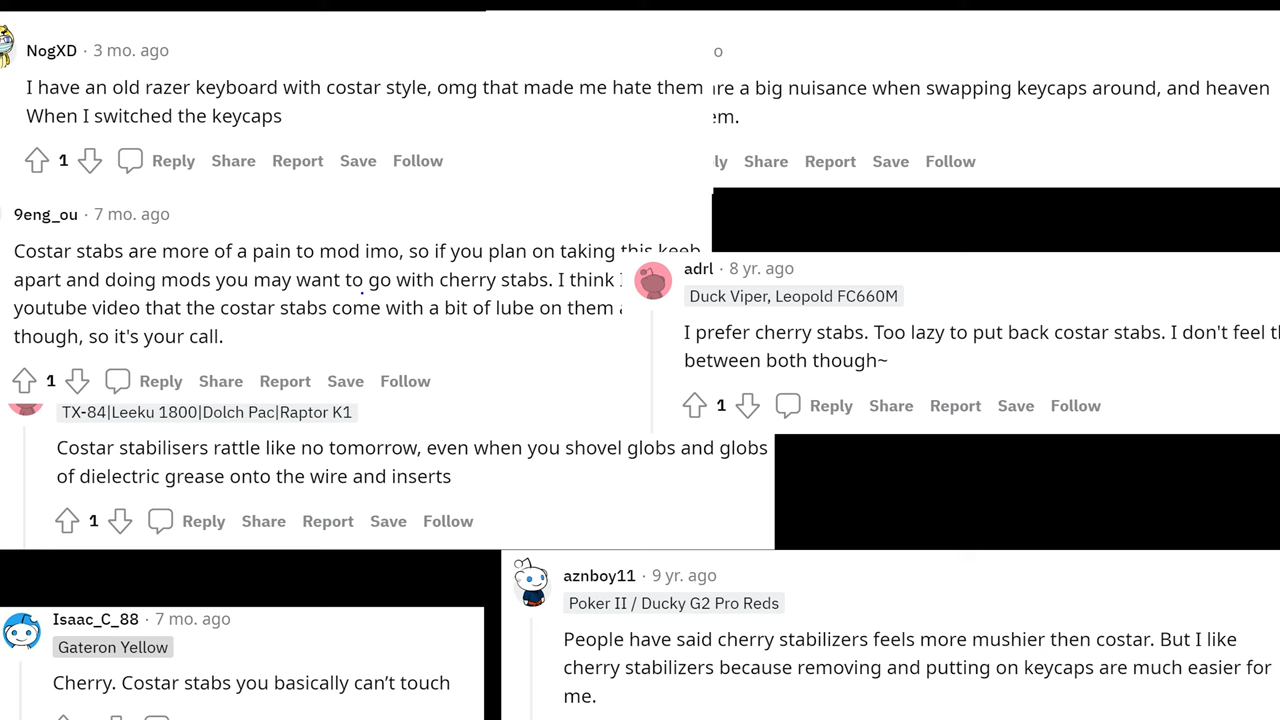 NogXD · 3 mo. ago
I have an old razer keyboard with costar style, omg that made me hate them
When I switched the keycaps
1 Reply Share Report Save Follow
are a big nuisance when swapping keycaps around, and heaven
Share Report Save Follow
9eng_ou · 7 mo. ago
Costar stabs are more of a pain to mod imo, so if you plan on taking this keeb
apart and doing mods you may want to go with cherry stabs. I think
youtube video that the costar stabs come with a bit of lube on them
though, so it's your call.
1 Reply Share Report Save Follow
adrl · 8 yr. ago
Duck Viper, Leopold FC660M
I prefer cherry stabs. Too lazy to put back costar stabs. I don't feel
between both though~
1 Reply Share Report Save Follow
TX-84|Leeku 1800|Dolch Pac|Raptor K1
Costar stabilisers rattle like no tomorrow, even when you shovel globs and globs
of dielectric grease onto the wire and inserts
1 Reply Share Report Save Follow
Isaac_C_88 · 7 mo. ago
Gateron Yellow
Cherry. Costar stabs you basically can’t touch
aznboy11 · 9 yr. ago
Poker II / Ducky G2 Pro Reds
People have said cherry stabilizers feels more mushier then costar. But I like
cherry stabilizers because removing and putting on keycaps are much easier for
me.